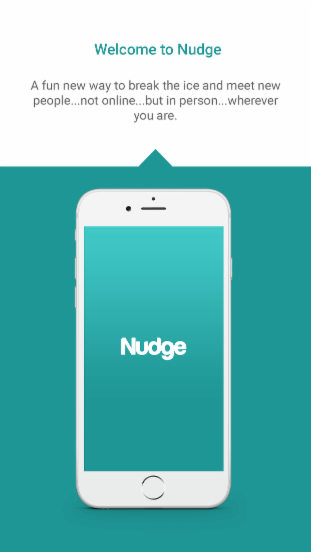 Welcome to Nudge
A fun new way to break the ice and meet new
people...not online...but in person...wherever
you are.
Nudge